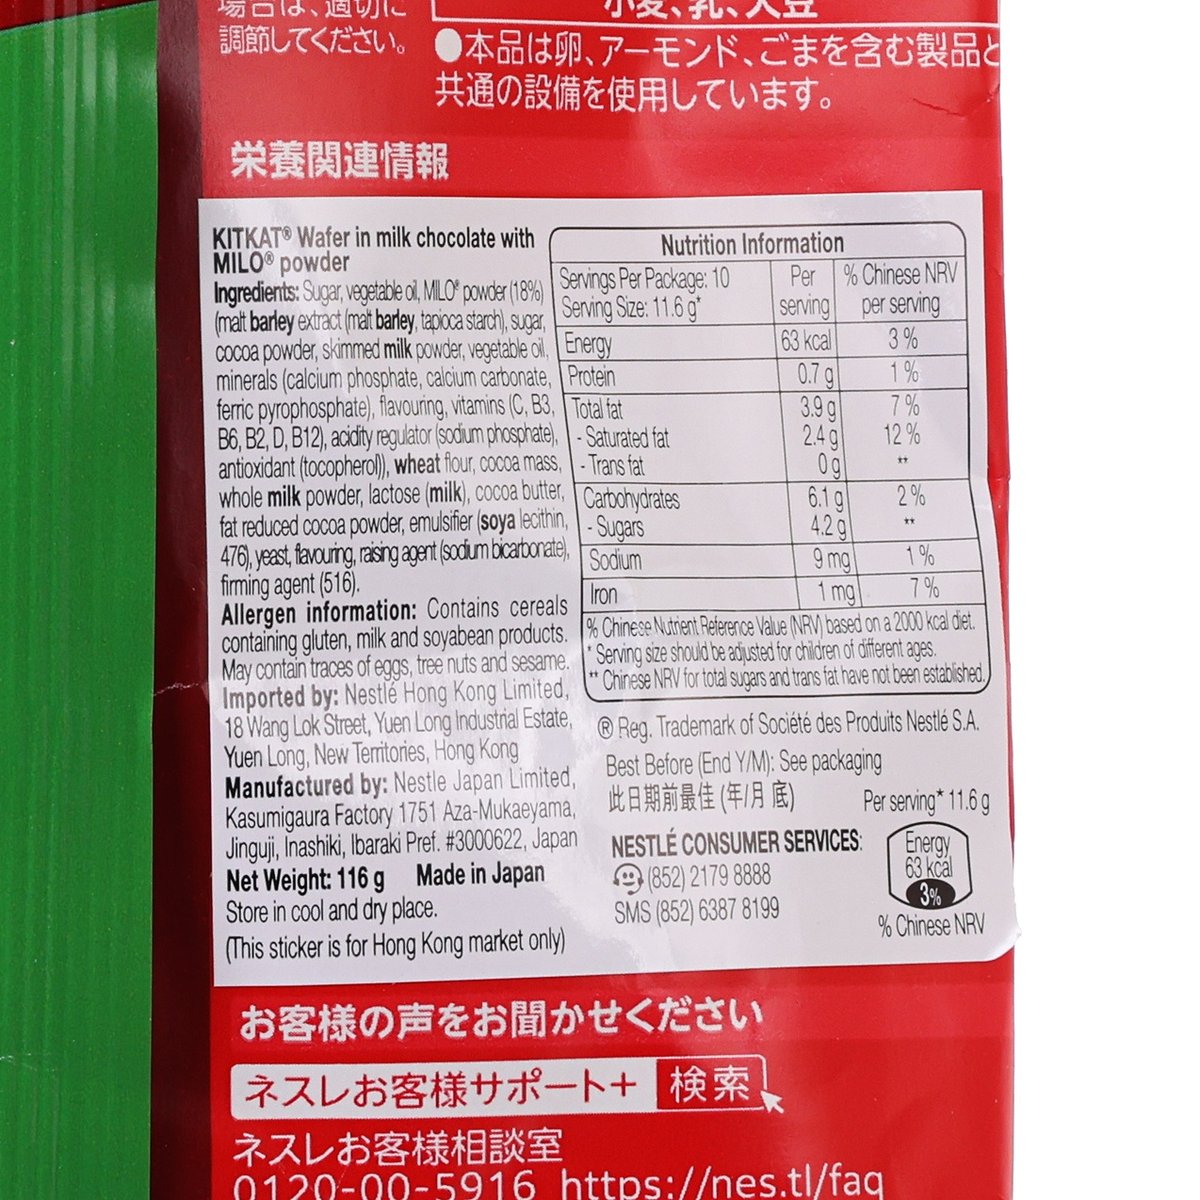 場合は、適切に
調節してください。
小麦、乳、大豆
●本品は卵、アーモンド、ごまを含む製品と
共通の設備を使用しています。
栄養関連情報
KITKAT® Wafer in milk chocolate with
MILO® powder
Ingredients: Sugar, vegetable oil, MILO® powder (18%)
(malt barley extract (malt barley, tapioca starch), sugar,
cocoa powder, skimmed milk powder, vegetable oil,
minerals (calcium phosphate, calcium carbonate,
ferric pyrophosphate), flavouring, vitamins (C, B3,
B6, B2, D, B12), acidity regulator (sodium phosphate),
antioxidant (tocopherol)), wheat flour, cocoa mass,
whole milk powder, lactose (milk), cocoa butter,
fat reduced cocoa powder, emulsifier (soya lecithin,
476), yeast, flavouring, raising agent (sodium bicarbonate),
firming agent (516).
Allergen information: Contains cereals
containing gluten, milk and soyabean products.
May contain traces of eggs, tree nuts and sesame.
Imported by: Nestlé Hong Kong Limited,
18 Wang Lok Street, Yuen Long Industrial Estate,
Yuen Long, New Territories, Hong Kong
Manufactured by: Nestle Japan Limited,
Kasumigaura Factory 1751 Aza-Mukaeyama,
Jinguji, Inashiki, Ibaraki Pref. #3000622, Japan
Net Weight: 116 g Made in Japan
Store in cool and dry place.
(This sticker is for Hong Kong market only)
Nutrition Information
Servings Per Package: 10
Serving Size: 11.6 g*
Per
serving
% Chinese NRV
per serving
Energy 63 kcal 3 %
Protein 0.7 g 1 %
Total fat 3.9 g 7 %
- Saturated fat 2.4 g 12 %
- Trans fat 0 g **
Carbohydrates 6.1 g 2 %
- Sugars 4.2 g **
Sodium 9 mg 1 %
Iron 1 mg 7 %
% Chinese Nutrient Reference Value (NRV) based on a 2000 kcal diet.
* Serving size should be adjusted for children of different ages.
** Chinese NRV for total sugars and trans fat have not been established.
® Reg. Trademark of Société des Produits Nestlé S.A.
Best Before (End Y/M): See packaging
此日期前最佳 (年/月 底)
Per serving* 11.6 g
NESTLÉ CONSUMER SERVICES:
(852) 2179 8888
SMS (852) 6387 8199
Energy
63 kcal
3%
% Chinese NRV
お客様の声をお聞かせください
ネスレお客様サポート+ 検索
ネスレお客様相談室
0120-00-5916 https://nes.tl/faq